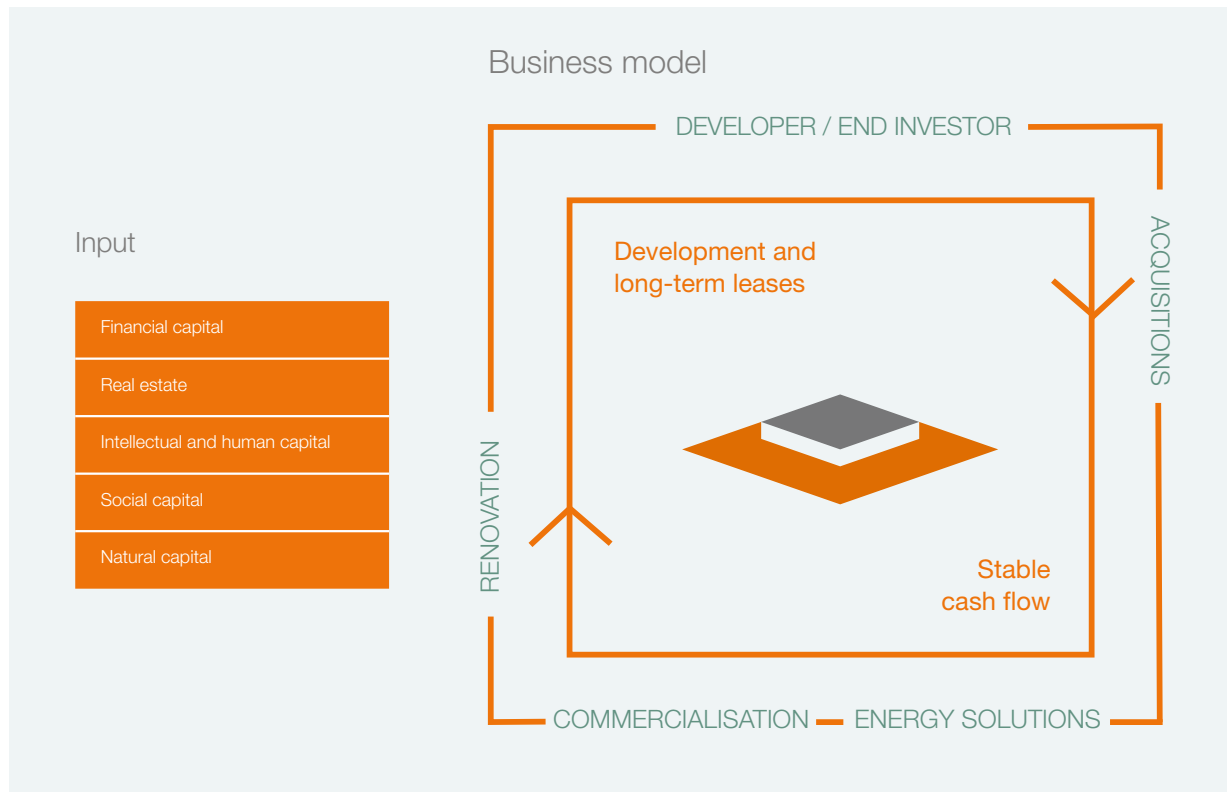 Business model
DEVELOPER / END INVESTOR
Input
Financial capital
Real estate
Intellectual and human capital
Social capital
Natural capital
Development and
long-term leases
ACQUISITIONS
RENOVATION
Stable
cash flow
COMMERCIALISATION
ENERGY SOLUTIONS